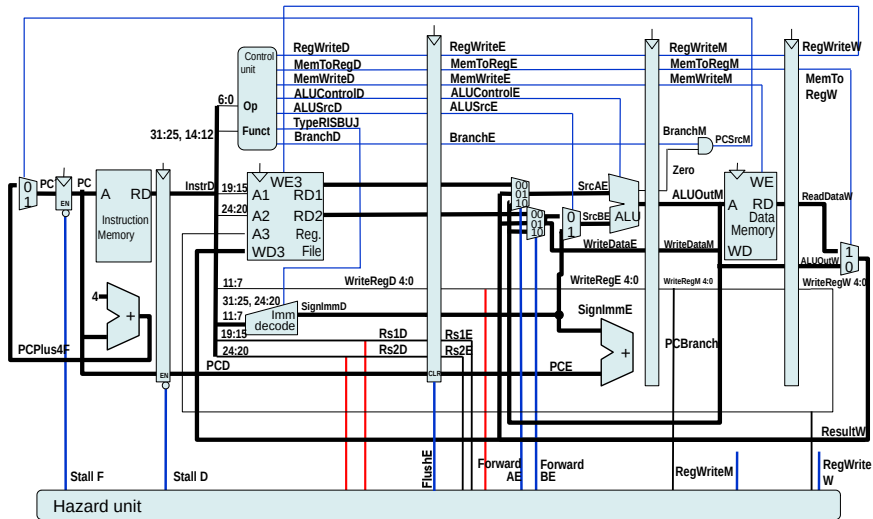 RegWriteD
RegWriteE
RegWriteM
RegWriteW
Control
unit
MemToRegD
MemToRegE
MemToRegM
MemTo
RegW
MemWriteD
MemWriteE
MemWriteM
6:0
Op
ALUControlD
ALUControlE
ALUSrcD
ALUSrcE
TypeRISBUJ
31:25, 14:12
Funct
BranchD
BranchE
BranchM
PCSrcM
Zero
0
1
PC
EN
PC
A
RD
Instruction
Memory
InstrD
19:15
24:20
WE3
A1
RD1
A2
RD2
A3
Reg.
WD3
File
00
01
10
00
01
10
0
1
SrcAE
SrcBE
ALU
ALUOutM
WE
A
RD
Data
Memory
WD
ReadDataW
1
0
ALUOutW
WriteDataE
WriteDataM
11:7
WriteRegD 4:0
WriteRegE 4:0
WriteRegM 4:0
WriteRegW 4:0
4
+
31:25, 24:20
11:7
Imm
decode
SignImmD
SignImmE
19:15
Rs1D
Rs1E
24:20
Rs2D
Rs2E
+
PCBranch
PCPlus4F
PCD
PCE
EN
CLR
ResultW
Stall F
Stall D
FlushE
Forward
AE
Forward
BE
RegWriteM
RegWrite
W
Hazard unit